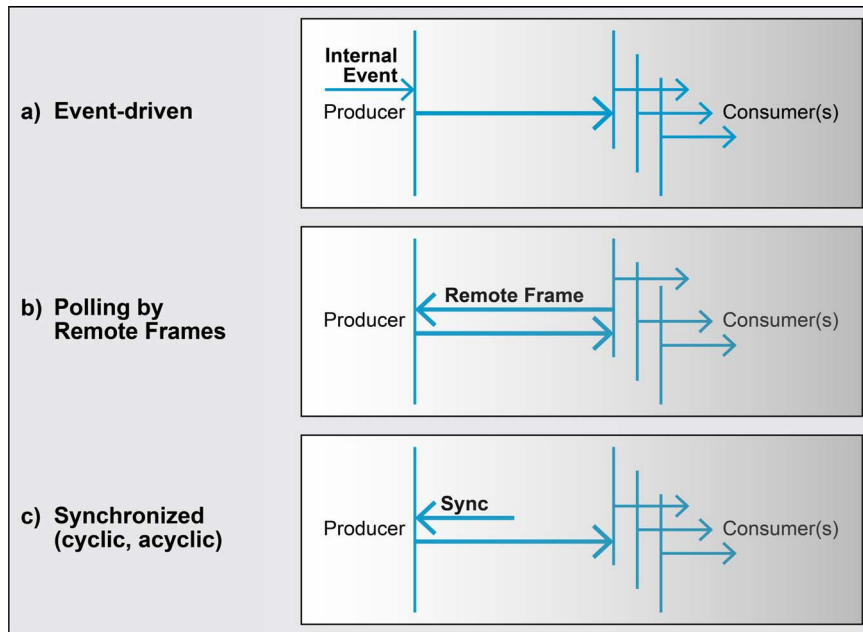 a) Event-driven
Internal
Event
Producer
Consumer(s)
b) Polling by
Remote Frames
Remote Frame
Producer
Consumer(s)
c) Synchronized
(cyclic, acyclic)
Sync
Producer
Consumer(s)